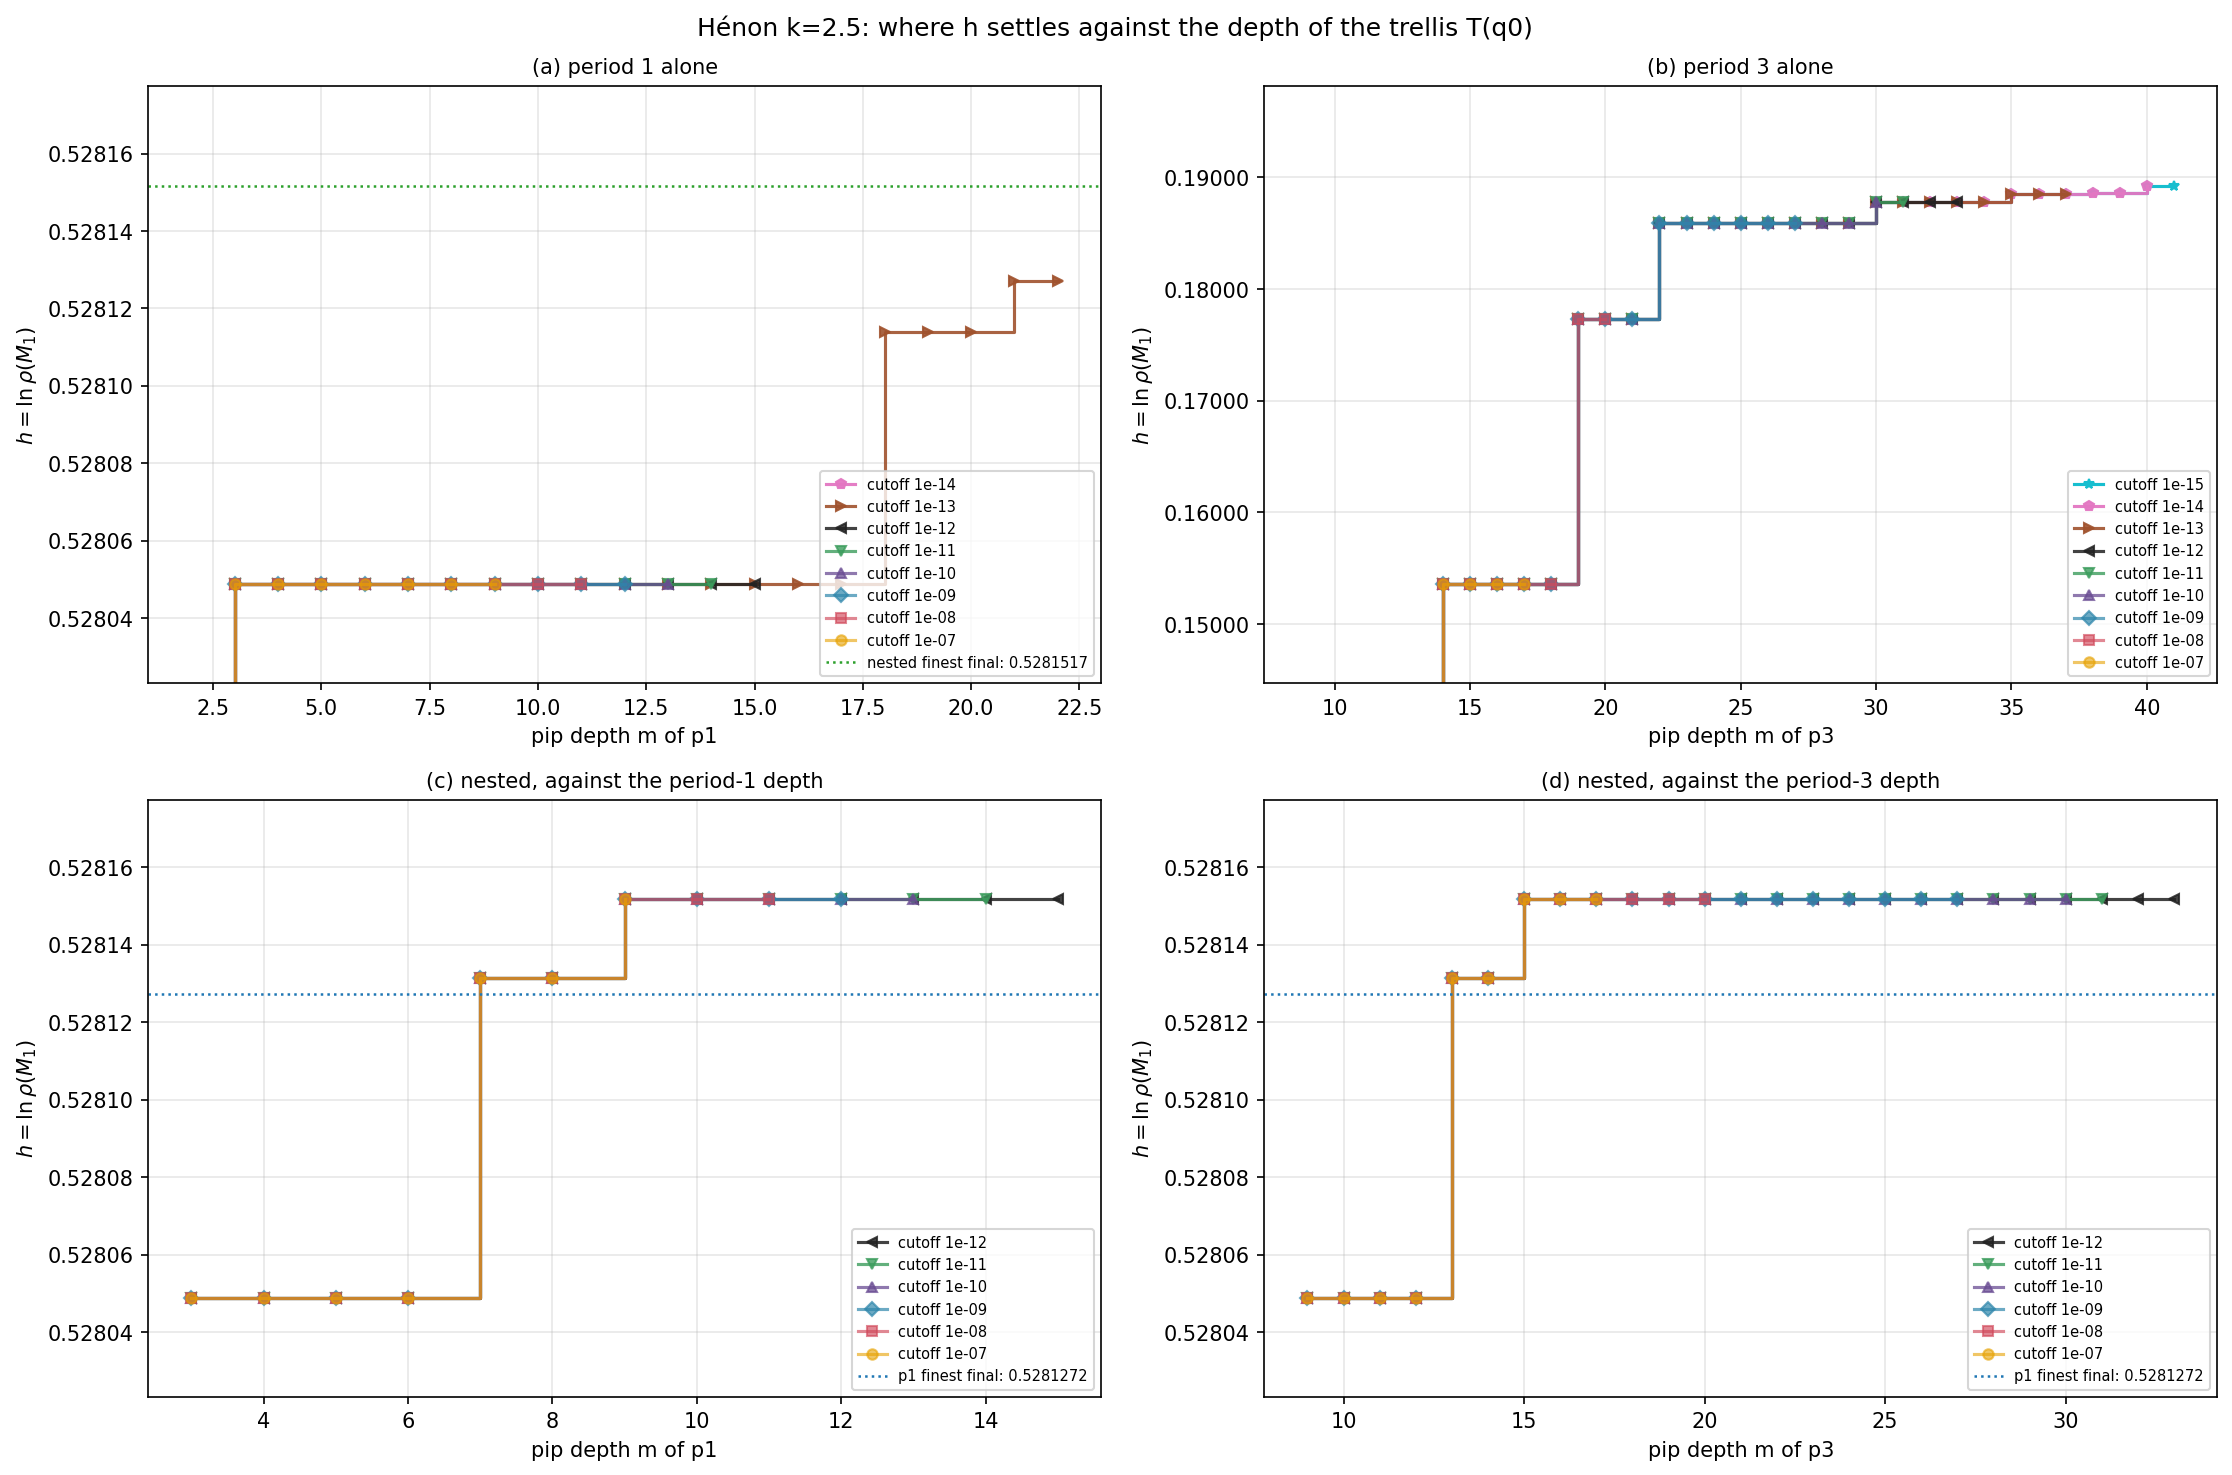 Hénon k=2.5: where h settles against the depth of the trellis T(q0)
(a) period 1 alone
h = ln ρ(M₁)
0.52816
0.52814
0.52812
0.52810
0.52808
0.52806
0.52804
cutoff 1e-14
cutoff 1e-13
cutoff 1e-12
cutoff 1e-11
cutoff 1e-10
cutoff 1e-09
cutoff 1e-08
cutoff 1e-07
nested finest final: 0.5281517
2.5 5.0 7.5 10.0 12.5 15.0 17.5 20.0 22.5
pip depth m of p1
(b) period 3 alone
h = ln ρ(M₁)
0.19000
0.18000
0.17000
0.16000
0.15000
cutoff 1e-15
cutoff 1e-14
cutoff 1e-13
cutoff 1e-12
cutoff 1e-11
cutoff 1e-10
cutoff 1e-09
cutoff 1e-08
cutoff 1e-07
10 15 20 25 30 35 40
pip depth m of p3
(c) nested, against the period-1 depth
h = ln ρ(M₁)
0.52816
0.52814
0.52812
0.52810
0.52808
0.52806
0.52804
cutoff 1e-12
cutoff 1e-11
cutoff 1e-10
cutoff 1e-09
cutoff 1e-08
cutoff 1e-07
p1 finest final: 0.5281272
4 6 8 10 12 14
pip depth m of p1
(d) nested, against the period-3 depth
h = ln ρ(M₁)
0.52816
0.52814
0.52812
0.52810
0.52808
0.52806
0.52804
cutoff 1e-12
cutoff 1e-11
cutoff 1e-10
cutoff 1e-09
cutoff 1e-08
cutoff 1e-07
p1 finest final: 0.5281272
10 15 20 25 30
pip depth m of p3